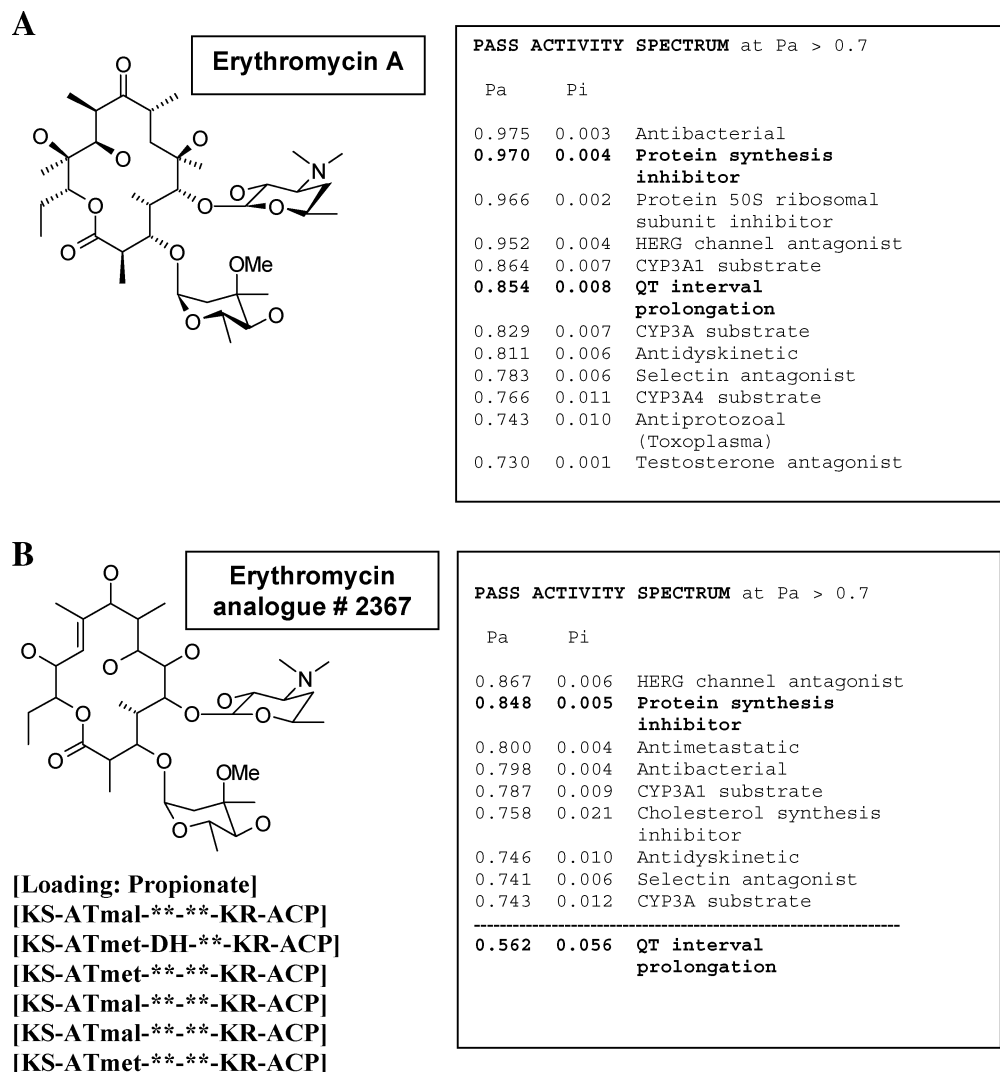 A
Erythromycin A
O
O
O
O
O
O
N
O
O
O
O
OMe
O
O
PASS ACTIVITY SPECTRUM at Pa > 0.7
Pa Pi
0.975 0.003 Antibacterial
0.970 0.004 Protein synthesis
inhibitor
0.966 0.002 Protein 50S ribosomal
subunit inhibitor
0.952 0.004 HERG channel antagonist
0.864 0.007 CYP3A1 substrate
0.854 0.008 QT interval
prolongation
0.829 0.007 CYP3A substrate
0.811 0.006 Antidyskinetic
0.783 0.006 Selectin antagonist
0.766 0.011 CYP3A4 substrate
0.743 0.010 Antiprotozoal
(Toxoplasma)
0.730 0.001 Testosterone antagonist
B
Erythromycin
analogue # 2367
O
O
O
O
N
O
O
O
O
O
O
OMe
O
O
[Loading: Propionate]
[KS-ATmal-**-**-KR-ACP]
[KS-ATmet-DH-**-KR-ACP]
[KS-ATmet-**-**-KR-ACP]
[KS-ATmal-**-**-KR-ACP]
[KS-ATmal-**-**-KR-ACP]
[KS-ATmet-**-**-KR-ACP]
PASS ACTIVITY SPECTRUM at Pa > 0.7
Pa Pi
0.867 0.006 HERG channel antagonist
0.848 0.005 Protein synthesis
inhibitor
0.800 0.004 Antimetastatic
0.798 0.004 Antibacterial
0.787 0.009 CYP3A1 substrate
0.758 0.021 Cholesterol synthesis
inhibitor
0.746 0.010 Antidyskinetic
0.741 0.006 Selectin antagonist
0.743 0.012 CYP3A substrate
0.562 0.056 QT interval
prolongation